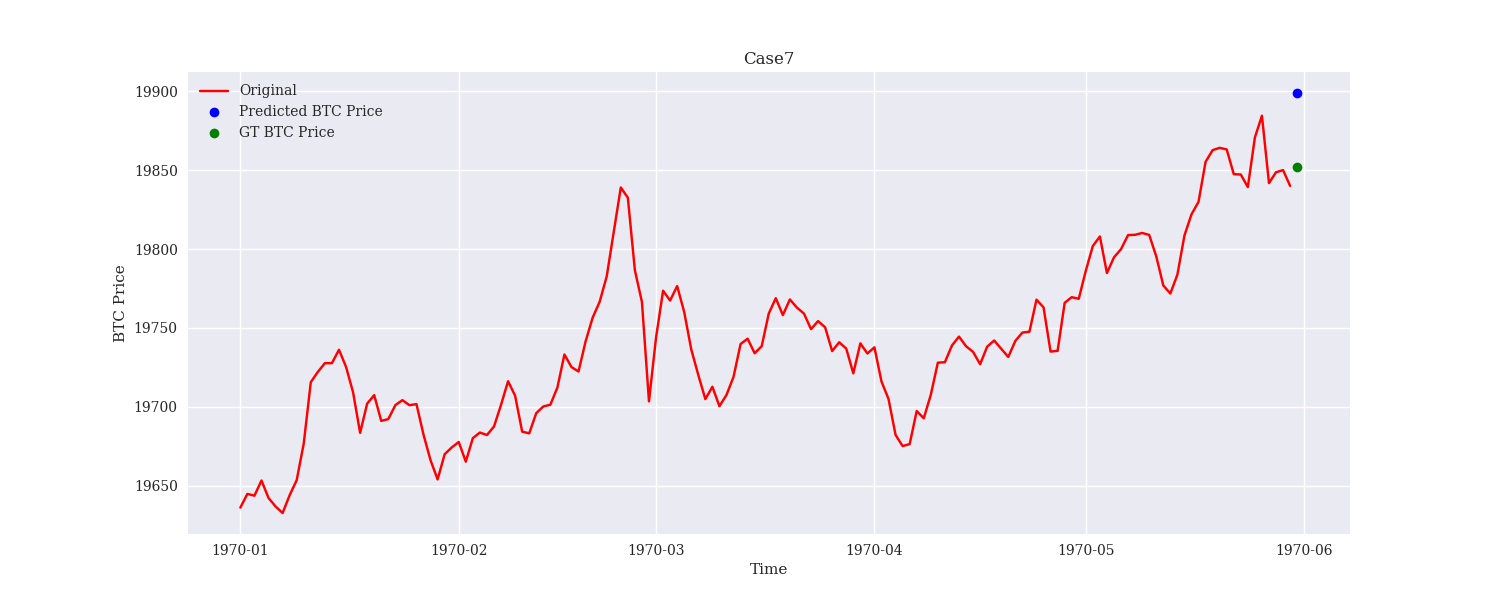 Case7
Original
Predicted BTC Price
GT BTC Price
19900
19850
19800
19750
19700
19650
BTC Price
1970-01
1970-02
1970-03
1970-04
1970-05
1970-06
Time